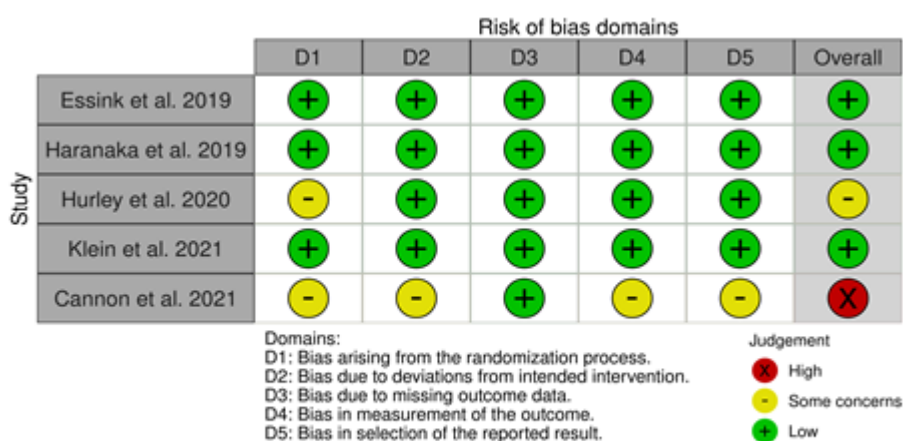 Risk of bias domains
D1 D2 D3 D4 D5 Overall
Study
Essink et al. 2019 + + + + + +
Haranaka et al. 2019 + + + + + +
Hurley et al. 2020 - + + + + -
Klein et al. 2021 + + + + + +
Cannon et al. 2021 - - + - - X
Domains:
D1: Bias arising from the randomization process.
D2: Bias due to deviations from intended intervention.
D3: Bias due to missing outcome data.
D4: Bias in measurement of the outcome.
D5: Bias in selection of the reported result.
Judgement
X High
- Some concerns
+ Low